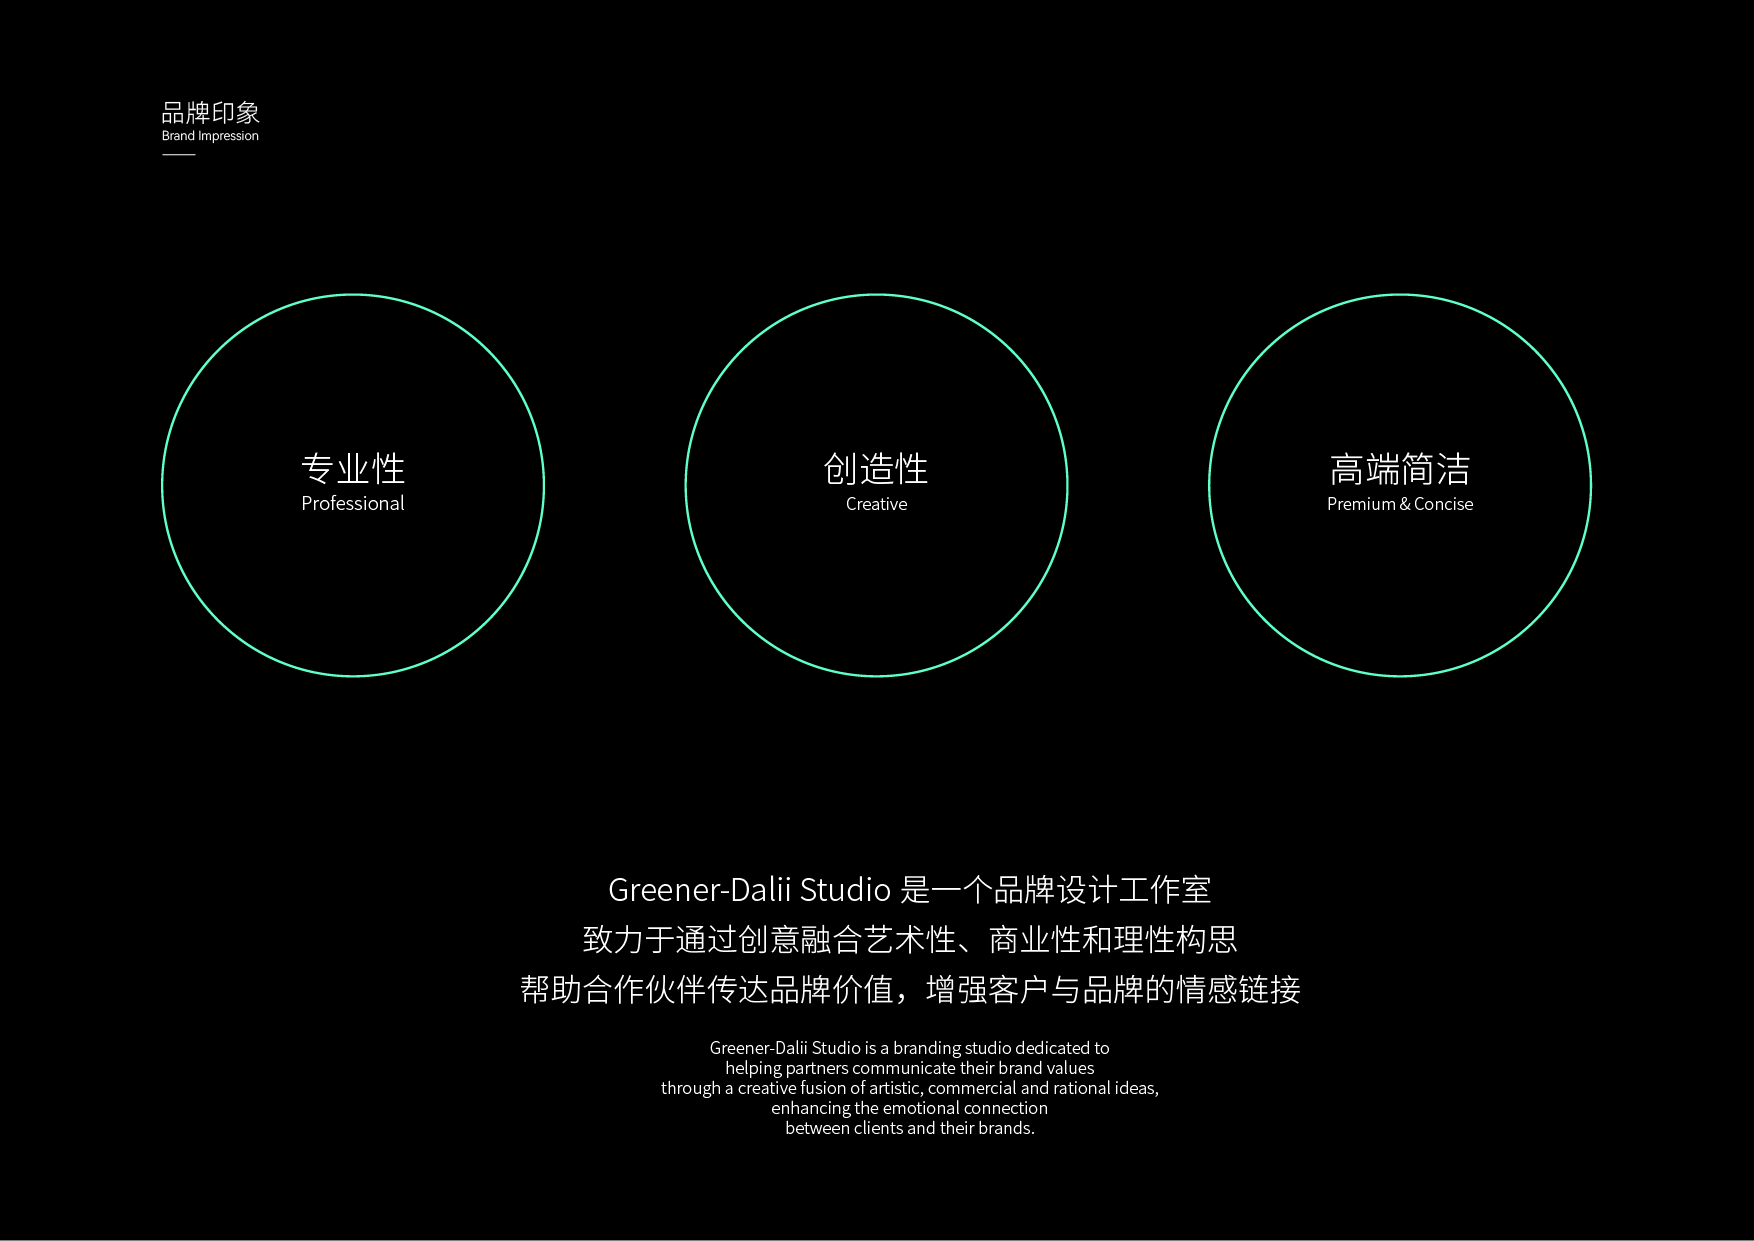 品牌印象
Brand Impression
专业性
Professional
创造性
Creative
高端简洁
Premium & Concise
Greener-Dalii Studio 是一个品牌设计工作室
致力于通过创意融合艺术性、商业性和理性构思
帮助合作伙伴传达品牌价值，增强客户与品牌的情感链接
Greener-Dalii Studio is a branding studio dedicated to
helping partners communicate their brand values
through a creative fusion of artistic, commercial and rational ideas,
enhancing the emotional connection
between clients and their brands.